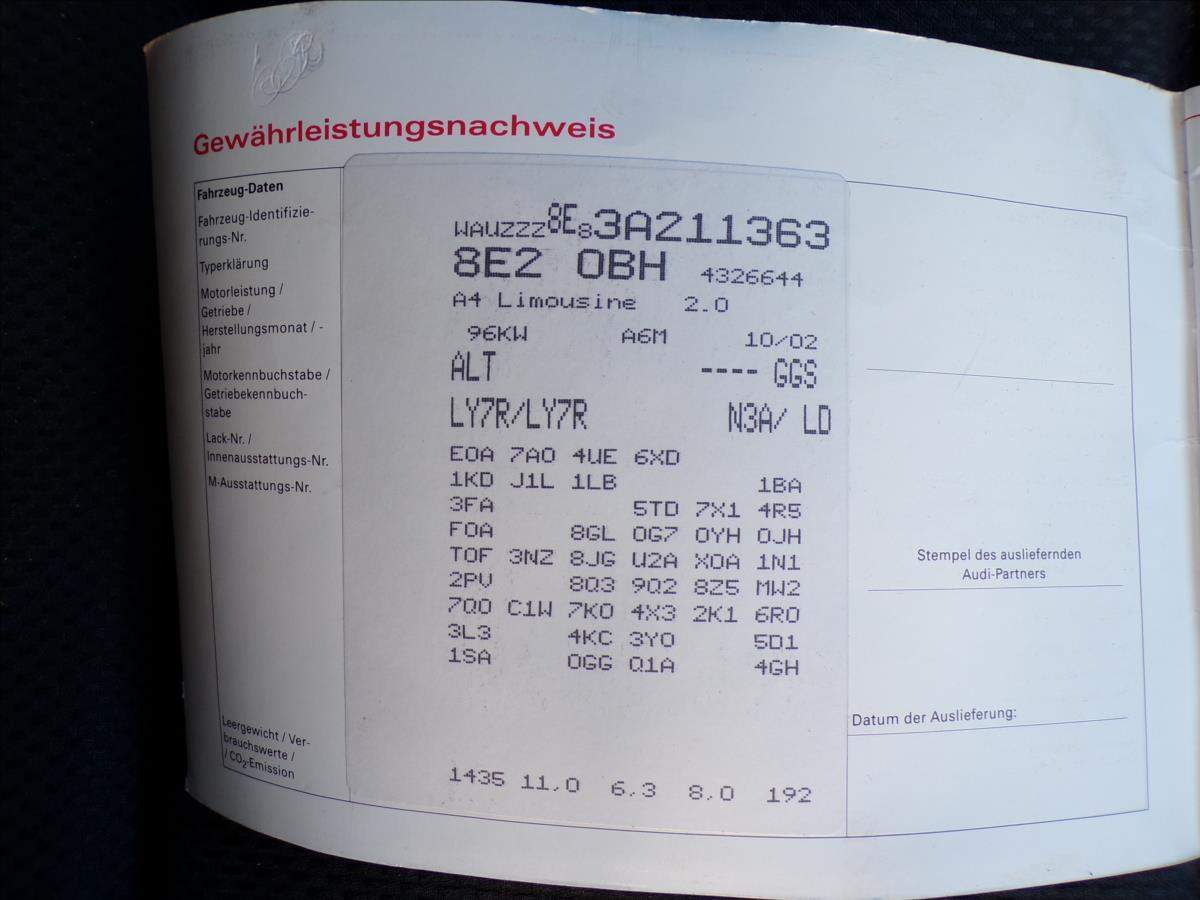 Gewährleistungsnachweis
Fahrzeug-Daten
Fahrzeug-Identifizie-
rungs-Nr.
Typerklärung
Motorleistung /
Getriebe /
Herstellungsmonat / -
jahr
Motorkennbuchstabe /
Getriebekennbuch-
stabe
Lack-Nr. /
Innenausstattungs-Nr.
M-Ausstattungs-Nr.
Leergewicht / Ver-
brauchswerte /
/ CO2-Emission
WAUZZZ8E83A211363
8E2 0BH 4326644
A4 Limousine 2.0
96KW A6M 10/02
ALT ---- GGS
LY7R/LY7R N3A/ LD
E0A 7A0 4UE 6XD
1KD J1L 1LB 1BA
3FA 5TD 7X1 4R5
F0A 8GL 0G7 0YH 0JH
T0F 3NZ 8JG U2A X0A 1N1
2PV 8Q3 9Q2 8Z5 MW2
7Q0 C1W 7K0 4X3 2K1 6R0
3L3 4KC 3Y0 5D1
1SA 0GG Q1A 4GH
1435 11,0 6,3 8,0 192
Stempel des ausliefernden
Audi-Partners
Datum der Auslieferung: